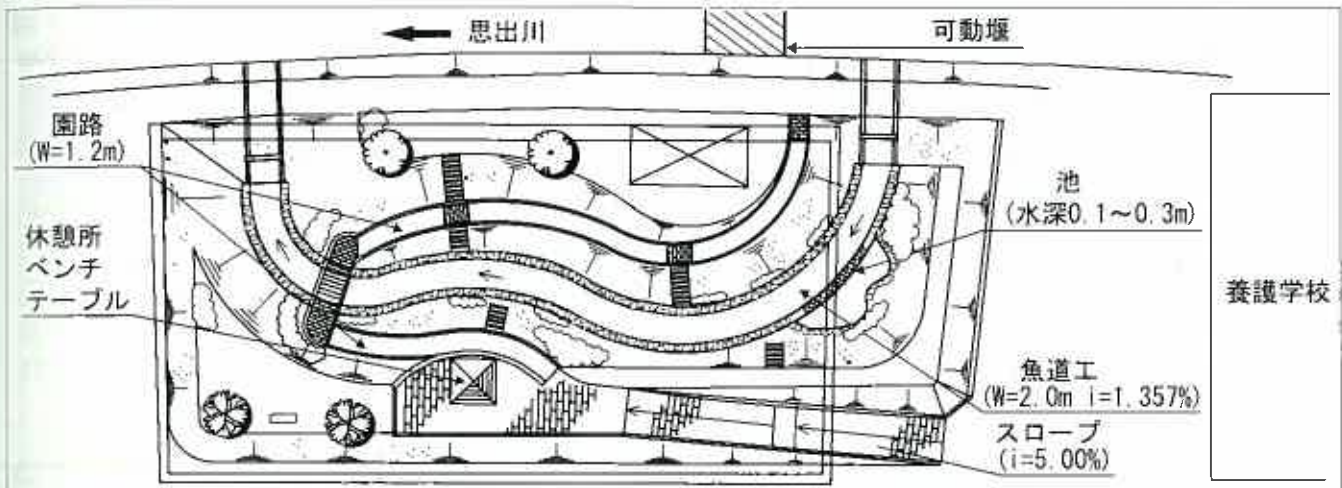 思出川
可動堰
園路
(W=1.2m)
池
(水深0.1～0.3m)
休憩所
ベンチ
テーブル
養護学校
魚道工
(W=2.0m i=1.357%)
スロープ
(i=5.00%)